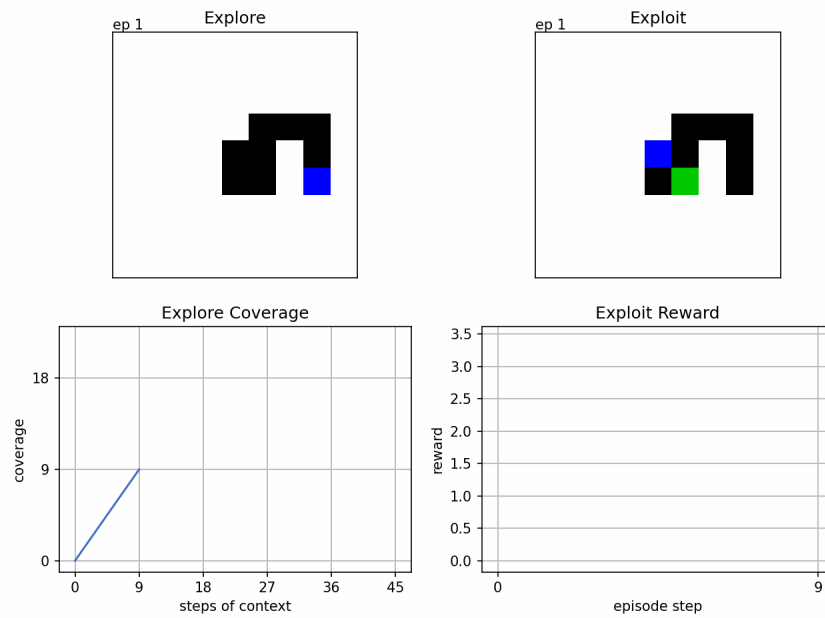 Explore
ep 1
Exploit
ep 1
Explore Coverage
coverage
18
9
0
0 9 18 27 36 45
steps of context
Exploit Reward
reward
3.5
3.0
2.5
2.0
1.5
1.0
0.5
0.0
0 9
episode step